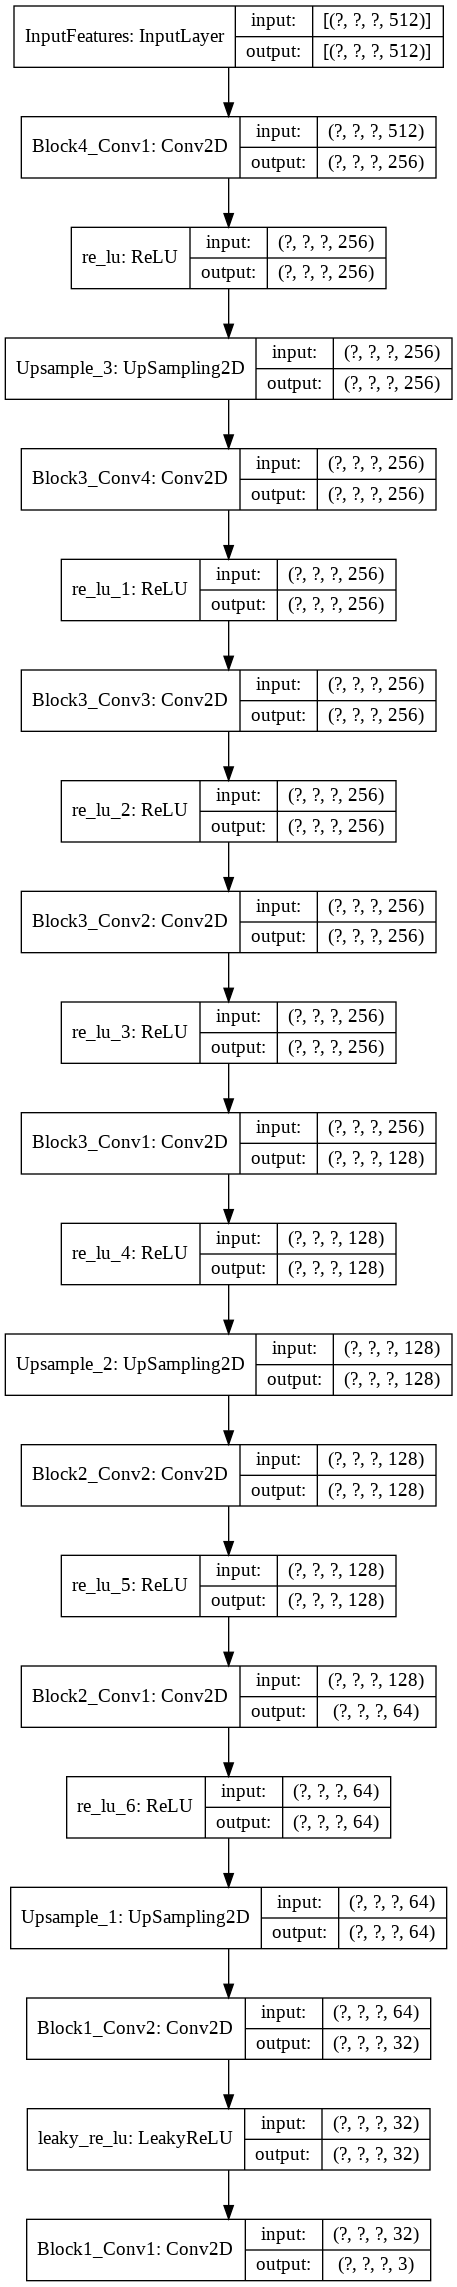 InputFeatures: InputLayer
input: [(?, ?, ?, 512)]
output: [(?, ?, ?, 512)]
Block4_Conv1: Conv2D
input: (?, ?, ?, 512)
output: (?, ?, ?, 256)
re_lu: ReLU
input: (?, ?, ?, 256)
output: (?, ?, ?, 256)
Upsample_3: UpSampling2D
input: (?, ?, ?, 256)
output: (?, ?, ?, 256)
Block3_Conv4: Conv2D
input: (?, ?, ?, 256)
output: (?, ?, ?, 256)
re_lu_1: ReLU
input: (?, ?, ?, 256)
output: (?, ?, ?, 256)
Block3_Conv3: Conv2D
input: (?, ?, ?, 256)
output: (?, ?, ?, 256)
re_lu_2: ReLU
input: (?, ?, ?, 256)
output: (?, ?, ?, 256)
Block3_Conv2: Conv2D
input: (?, ?, ?, 256)
output: (?, ?, ?, 256)
re_lu_3: ReLU
input: (?, ?, ?, 256)
output: (?, ?, ?, 256)
Block3_Conv1: Conv2D
input: (?, ?, ?, 256)
output: (?, ?, ?, 128)
re_lu_4: ReLU
input: (?, ?, ?, 128)
output: (?, ?, ?, 128)
Upsample_2: UpSampling2D
input: (?, ?, ?, 128)
output: (?, ?, ?, 128)
Block2_Conv2: Conv2D
input: (?, ?, ?, 128)
output: (?, ?, ?, 128)
re_lu_5: ReLU
input: (?, ?, ?, 128)
output: (?, ?, ?, 128)
Block2_Conv1: Conv2D
input: (?, ?, ?, 128)
output: (?, ?, ?, 64)
re_lu_6: ReLU
input: (?, ?, ?, 64)
output: (?, ?, ?, 64)
Upsample_1: UpSampling2D
input: (?, ?, ?, 64)
output: (?, ?, ?, 64)
Block1_Conv2: Conv2D
input: (?, ?, ?, 64)
output: (?, ?, ?, 32)
leaky_re_lu: LeakyReLU
input: (?, ?, ?, 32)
output: (?, ?, ?, 32)
Block1_Conv1: Conv2D
input: (?, ?, ?, 32)
output: (?, ?, ?, 3)